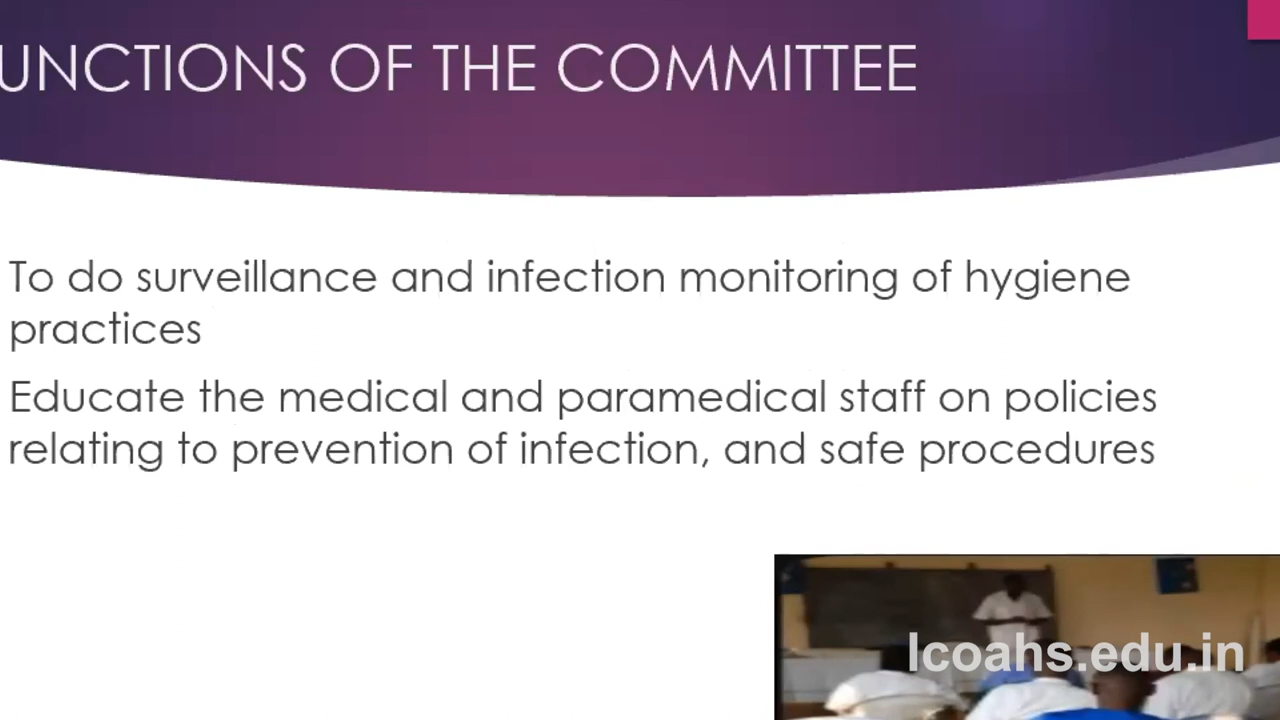 UNCTIONS OF THE COMMITTEE
To do surveillance and infection monitoring of hygiene
practices
Educate the medical and paramedical staff on policies
relating to prevention of infection, and safe procedures
lcoahs.edu.in